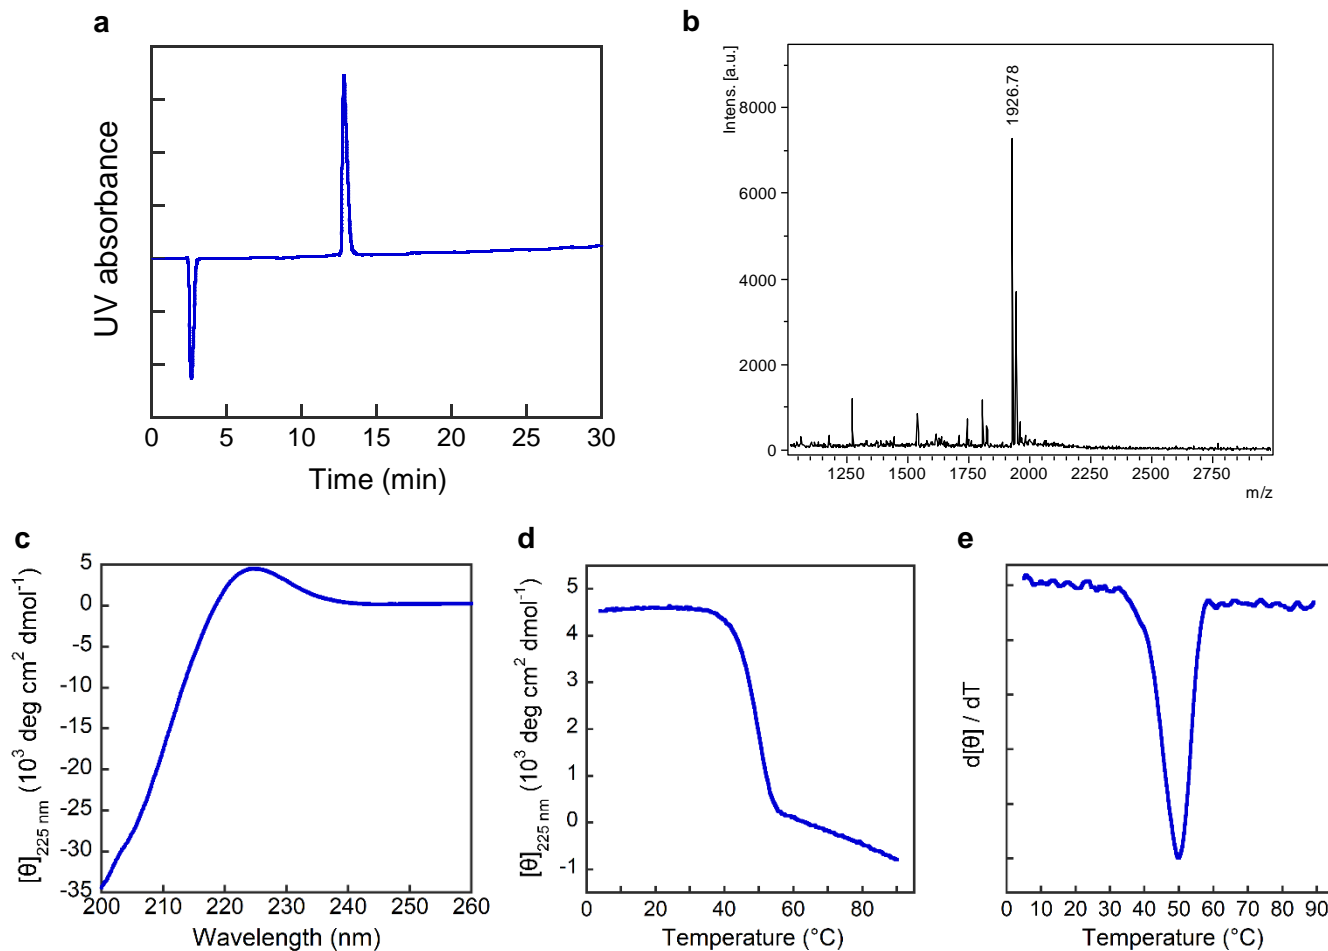 a
UV absorbance
0 5 10 15 20 25 30
Time (min)
b
Intens. [a.u.]
1926.78
8000
6000
4000
2000
0
1250 1500 1750 2000 2250 2500 2750
m/z
c
[θ]225 nm (10³ deg cm² dmol⁻¹)
5
0
-5
-10
-15
-20
-25
-30
-35
200 210 220 230 240 250 260
Wavelength (nm)
d
[θ]225 nm (10³ deg cm² dmol⁻¹)
5
4
3
2
1
0
-1
0 20 40 60 80
Temperature (°C)
e
d[θ] / dT
0 10 20 30 40 50 60 70 80 90
Temperature (°C)